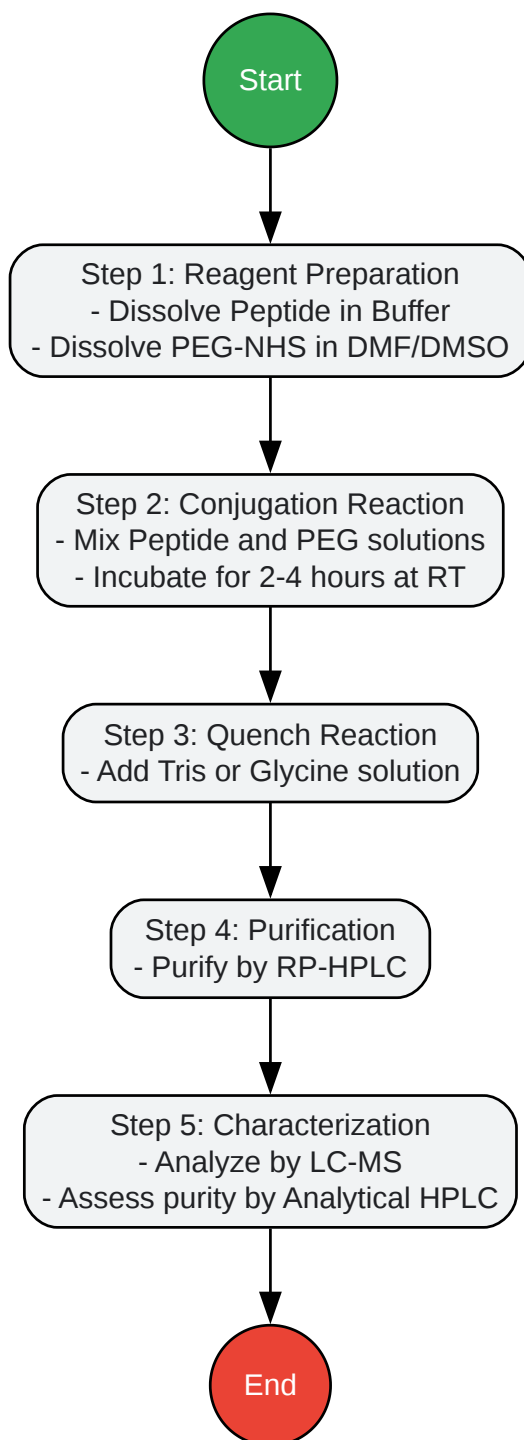 Start
Step 1: Reagent Preparation
- Dissolve Peptide in Buffer
- Dissolve PEG-NHS in DMF/DMSO
Step 2: Conjugation Reaction
- Mix Peptide and PEG solutions
- Incubate for 2-4 hours at RT
Step 3: Quench Reaction
- Add Tris or Glycine solution
Step 4: Purification
- Purify by RP-HPLC
Step 5: Characterization
- Analyze by LC-MS
- Assess purity by Analytical HPLC
End